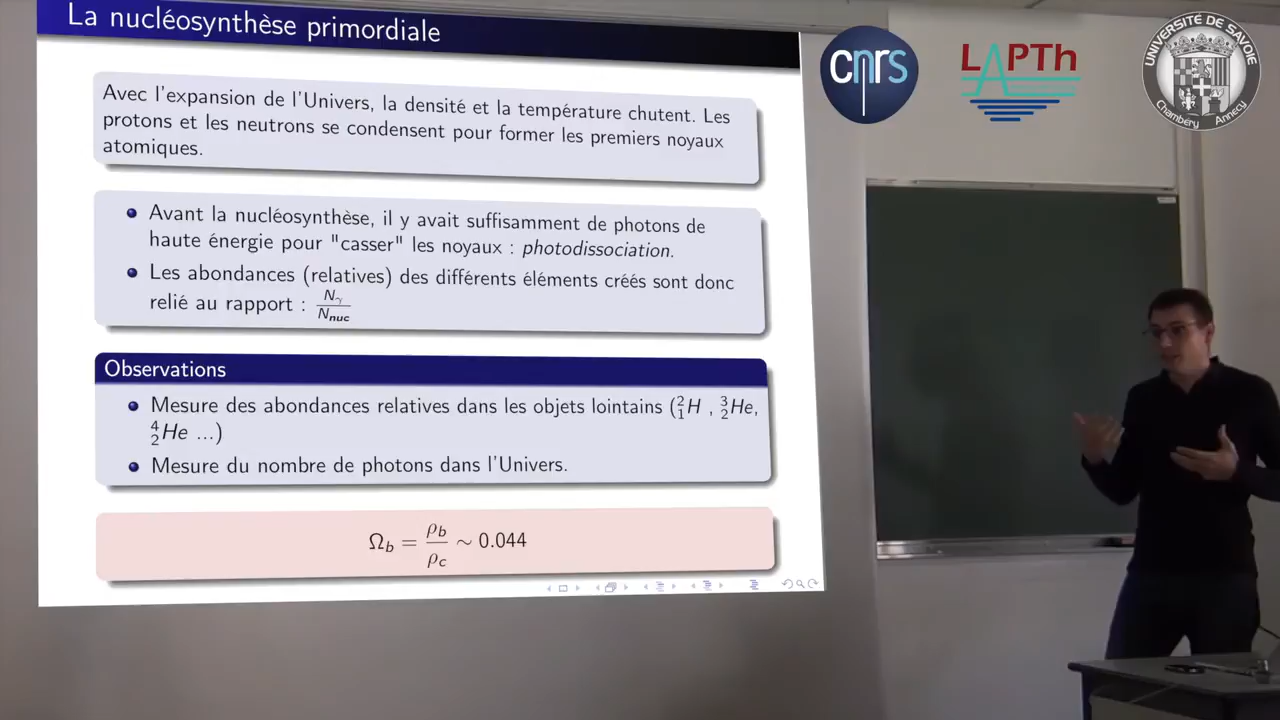 La nucléosynthèse primordiale
Avec l'expansion de l'Univers, la densité et la température chutent. Les
protons et les neutrons se condensent pour former les premiers noyaux
atomiques.
Avant la nucléosynthèse, il y avait suffisamment de photons de
haute énergie pour "casser" les noyaux : photodissociation.
Les abondances (relatives) des différents éléments créés sont donc
relié au rapport : Nγ/Nnuc
Observations
Mesure des abondances relatives dans les objets lointains (²₁H , ³₂He,
⁴₂He ...)
Mesure du nombre de photons dans l'Univers.
Ωb = ρb/ρc ∼ 0.044
cnrs
LAPTh
UNIVERSITÉ DE SAVOIE
Chambéry Annecy